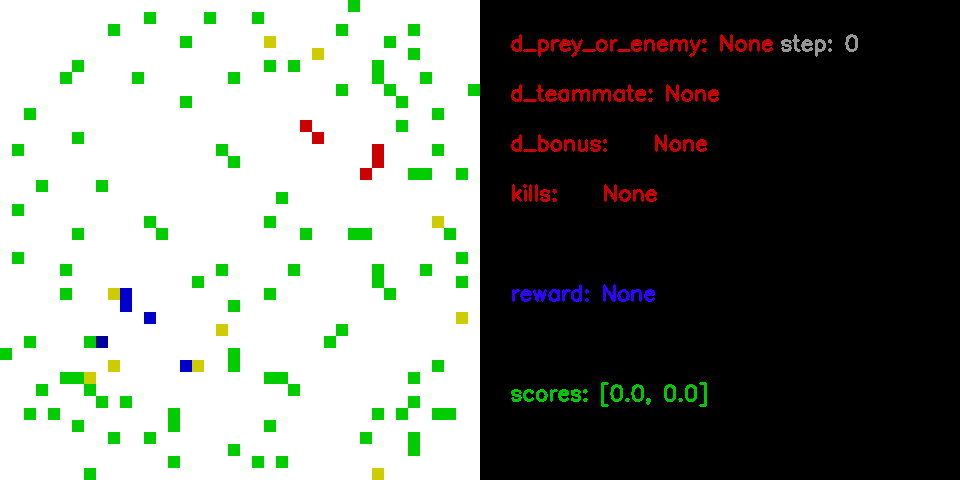 d_prey_or_enemy: None step: 0
d_teammate: None
d_bonus: None
kills: None
reward: None
scores: [0.0, 0.0]